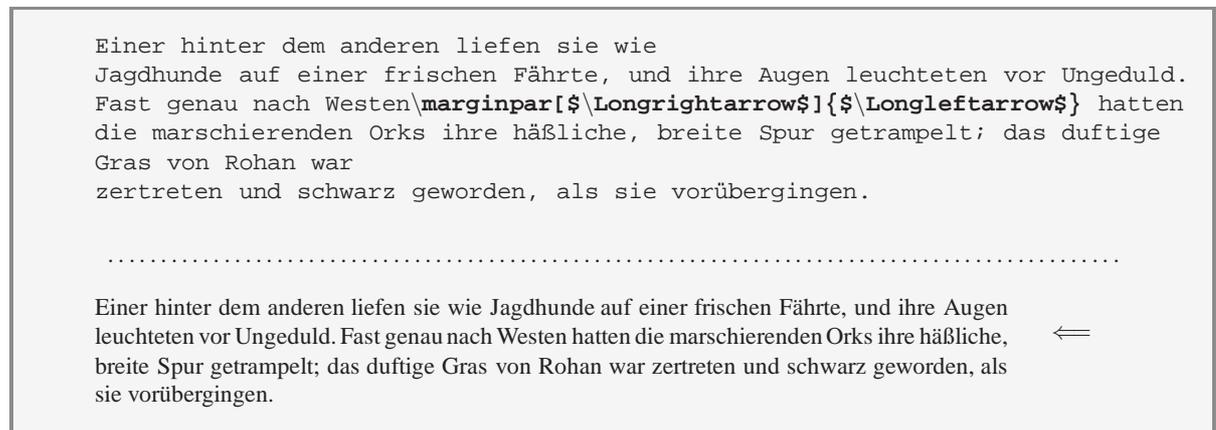 Einer hinter dem anderen liefen sie wie
Jagdhunde auf einer frischen Fährte, und ihre Augen leuchteten vor Ungeduld.
Fast genau nach Westen\marginpar[$\Longrightarrow$]{$\Longleftarrow$} hatten
die marschierenden Orks ihre häßliche, breite Spur getrampelt; das duftige
Gras von Rohan war
zertreten und schwarz geworden, als sie vorübergingen.
Einer hinter dem anderen liefen sie wie Jagdhunde auf einer frischen Fährte, und ihre Augen
leuchteten vor Ungeduld. Fast genau nach Westen hatten die marschierenden Orks ihre häßliche, ⟸
breite Spur getrampelt; das duftige Gras von Rohan war zertreten und schwarz geworden, als
sie vorübergingen.